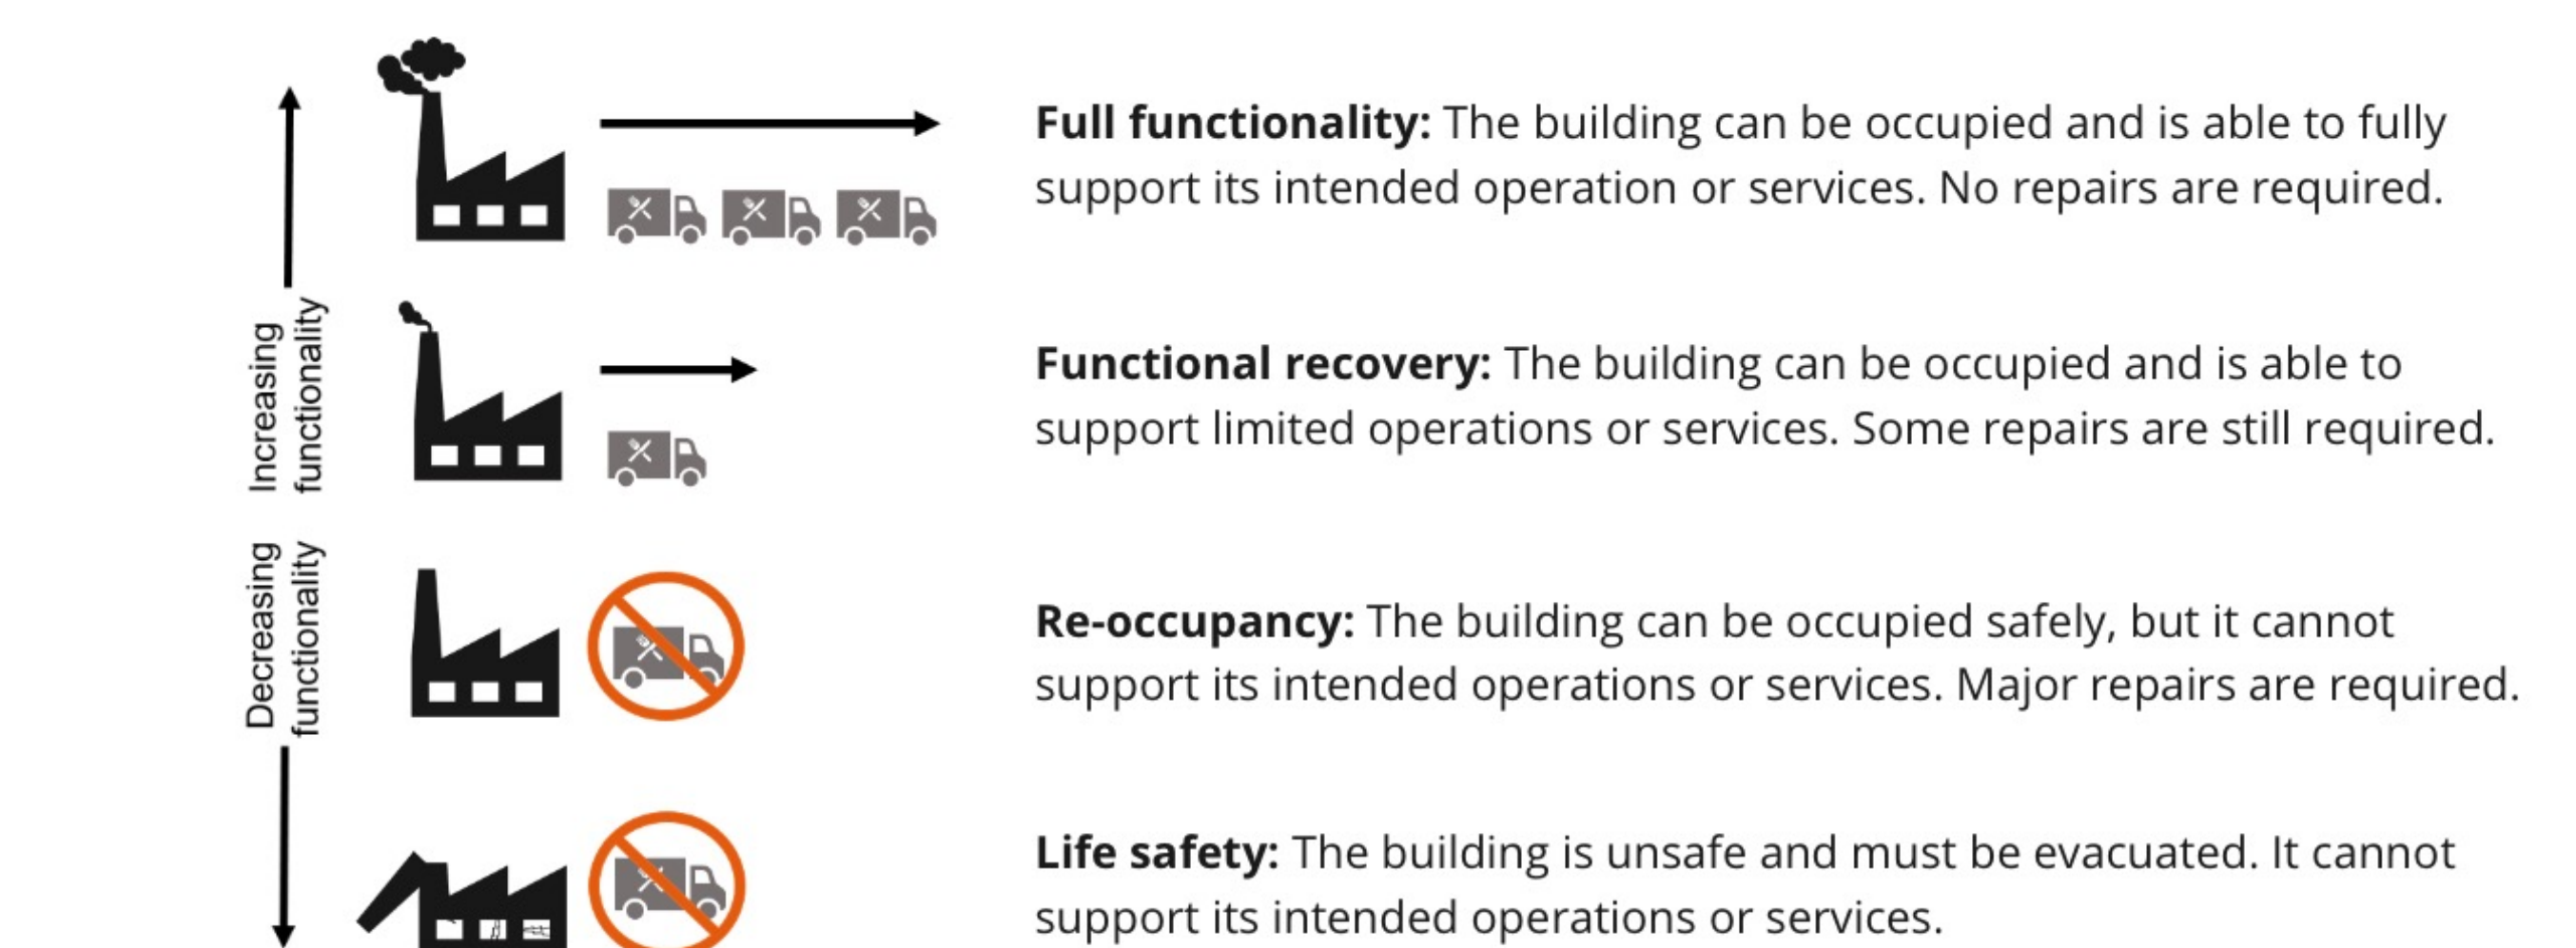 Full functionality: The building can be occupied and is able to fully
support its intended operation or services. No repairs are required.
Increasing
functionality
Functional recovery: The building can be occupied and is able to
support limited operations or services. Some repairs are still required.
Decreasing
functionality
Re-occupancy: The building can be occupied safely, but it cannot
support its intended operations or services. Major repairs are required.
Life safety: The building is unsafe and must be evacuated. It cannot
support its intended operations or services.